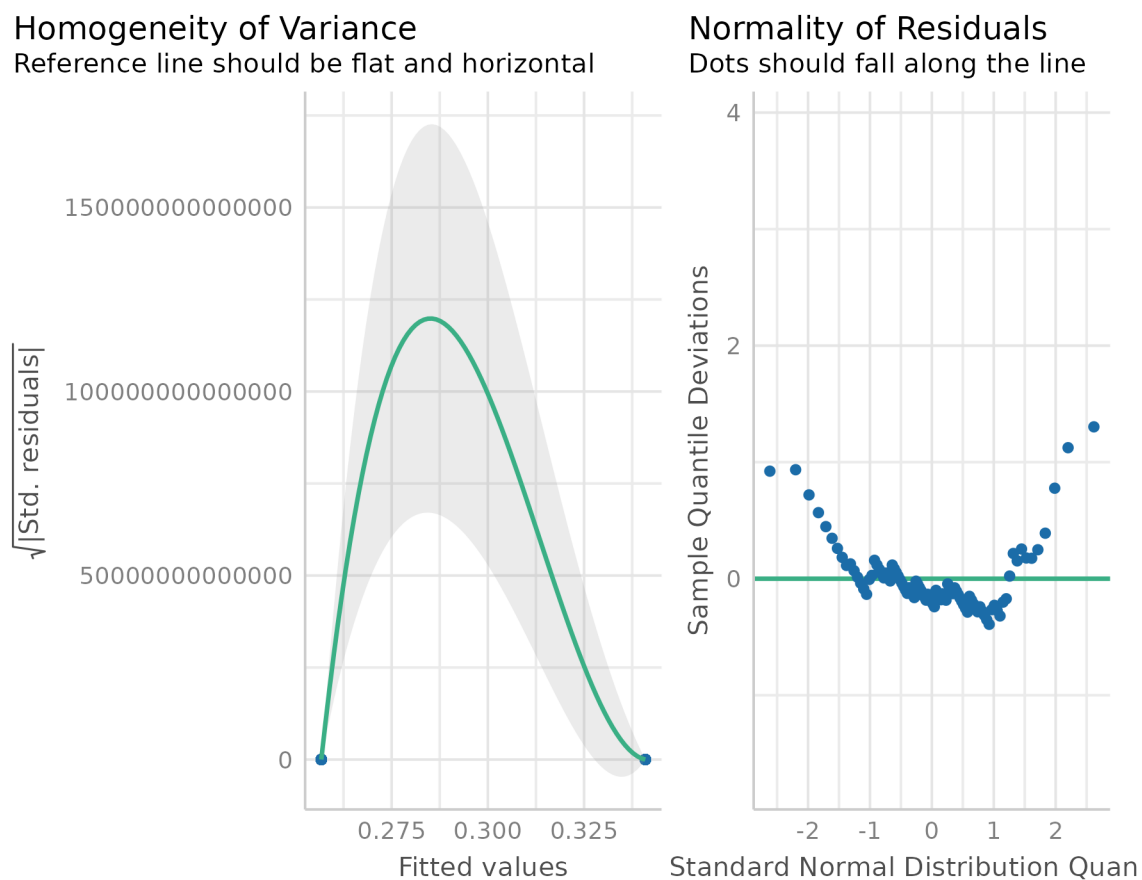 Homogeneity of Variance
Reference line should be flat and horizontal
√|Std. residuals|
150000000000000
100000000000000
50000000000000
0
0.275 0.300 0.325
Fitted values
Normality of Residuals
Dots should fall along the line
Sample Quantile Deviations
4
2
0
-2 -1 0 1 2
Standard Normal Distribution Quan